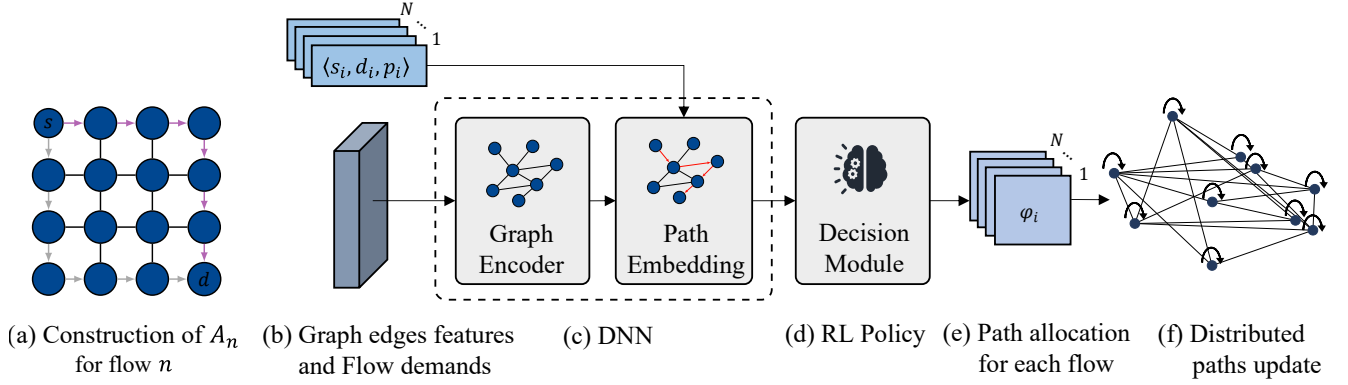 N
...
1
⟨s_i, d_i, p_i⟩
s
d
Graph
Encoder
Path
Embedding
Decision
Module
N
...
1
φ_i
(a) Construction of A_n
for flow n
(b) Graph edges features
and Flow demands
(c) DNN
(d) RL Policy
(e) Path allocation
for each flow
(f) Distributed
paths update